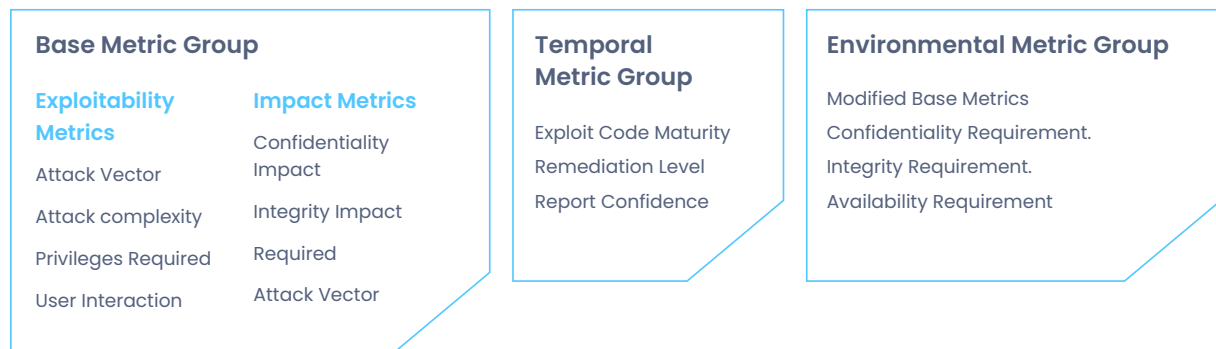 Base Metric Group
Exploitability
Metrics
Attack Vector
Attack complexity
Privileges Required
User Interaction
Impact Metrics
Confidentiality
Impact
Integrity Impact
Required
Attack Vector
Temporal
Metric Group
Exploit Code Maturity
Remediation Level
Report Confidence
Environmental Metric Group
Modified Base Metrics
Confidentiality Requirement.
Integrity Requirement.
Availability Requirement